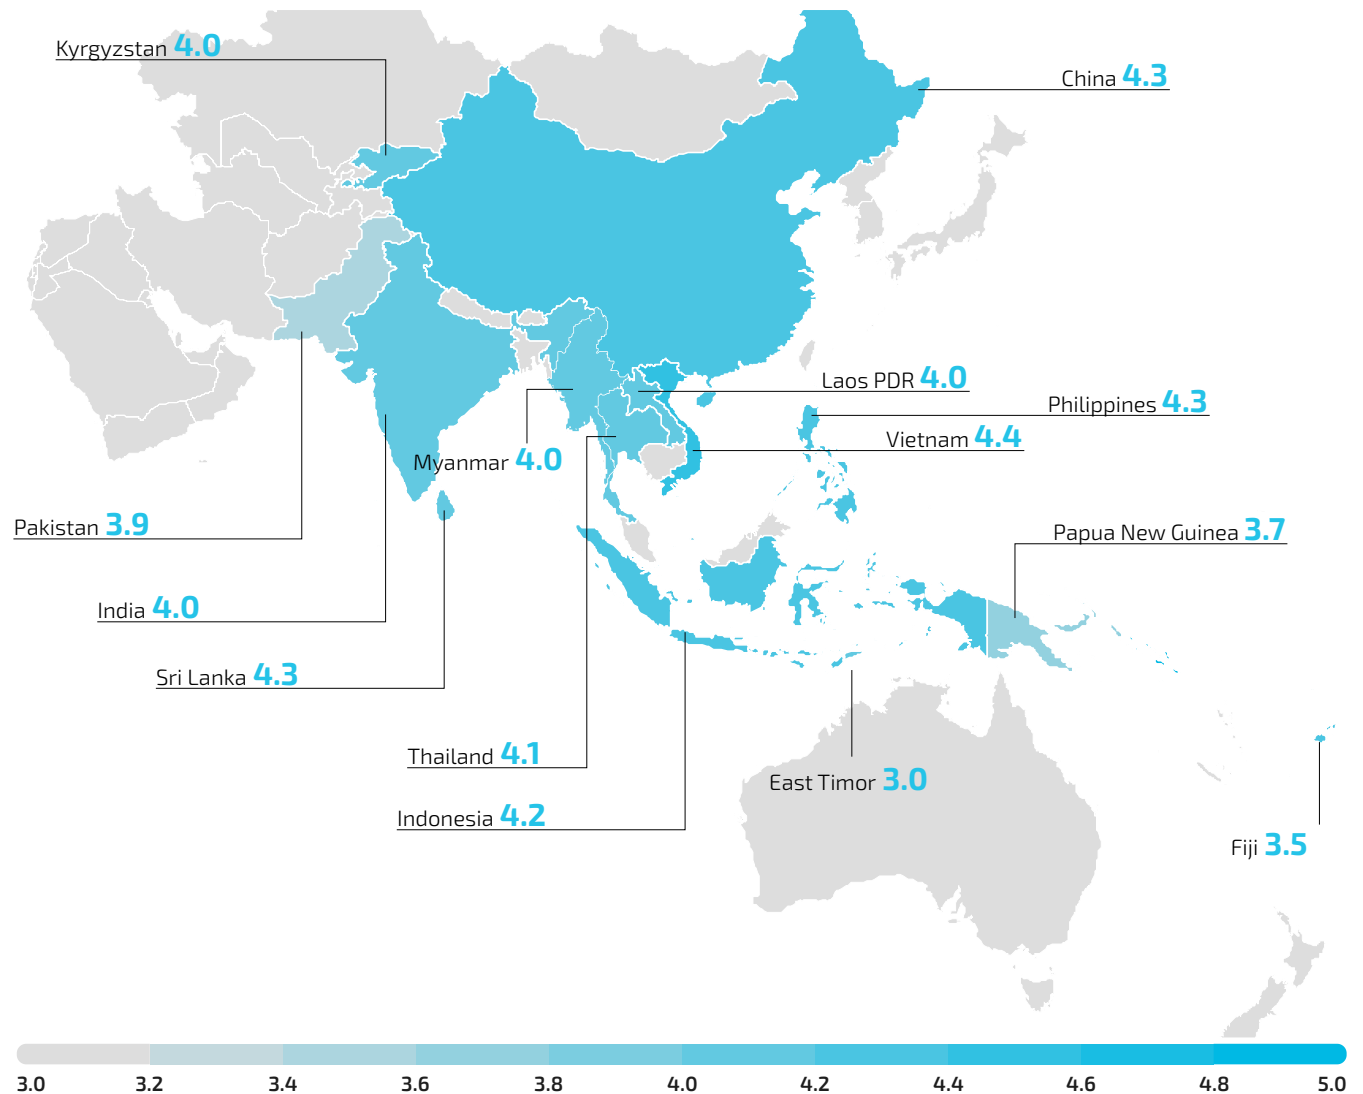 Kyrgyzstan 4.0
China 4.3
Laos PDR 4.0
Philippines 4.3
Vietnam 4.4
Myanmar 4.0
Pakistan 3.9
Papua New Guinea 3.7
India 4.0
Sri Lanka 4.3
Thailand 4.1
East Timor 3.0
Indonesia 4.2
Fiji 3.5
3.0 3.2 3.4 3.6 3.8 4.0 4.2 4.4 4.6 4.8 5.0